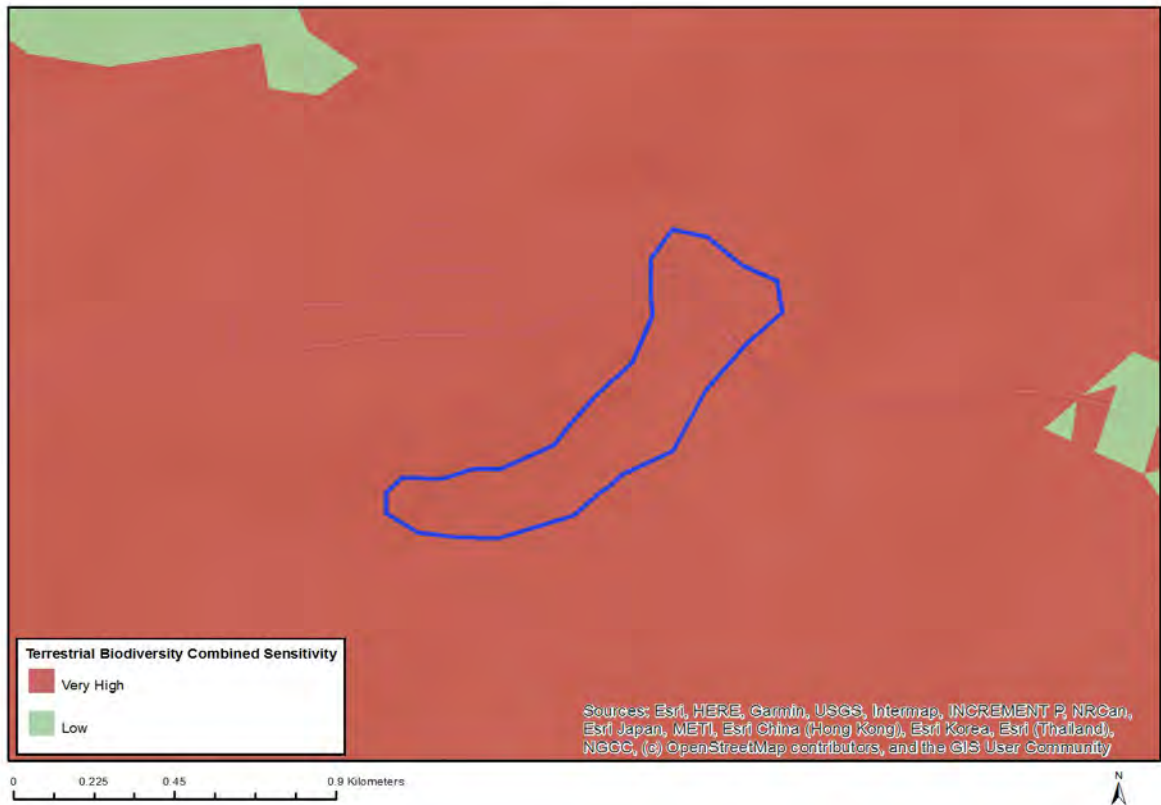 Terrestrial Biodiversity Combined Sensitivity
Very High
Low
Sources: Esri, HERE, Garmin, USGS, Intermap, INCREMENT P, NRCan,
Esri Japan, METI, Esri China (Hong Kong), Esri Korea, Esri (Thailand),
NGCC, (c) OpenStreetMap contributors, and the GIS User Community
0 0.225 0.45 0.9 Kilometers
N